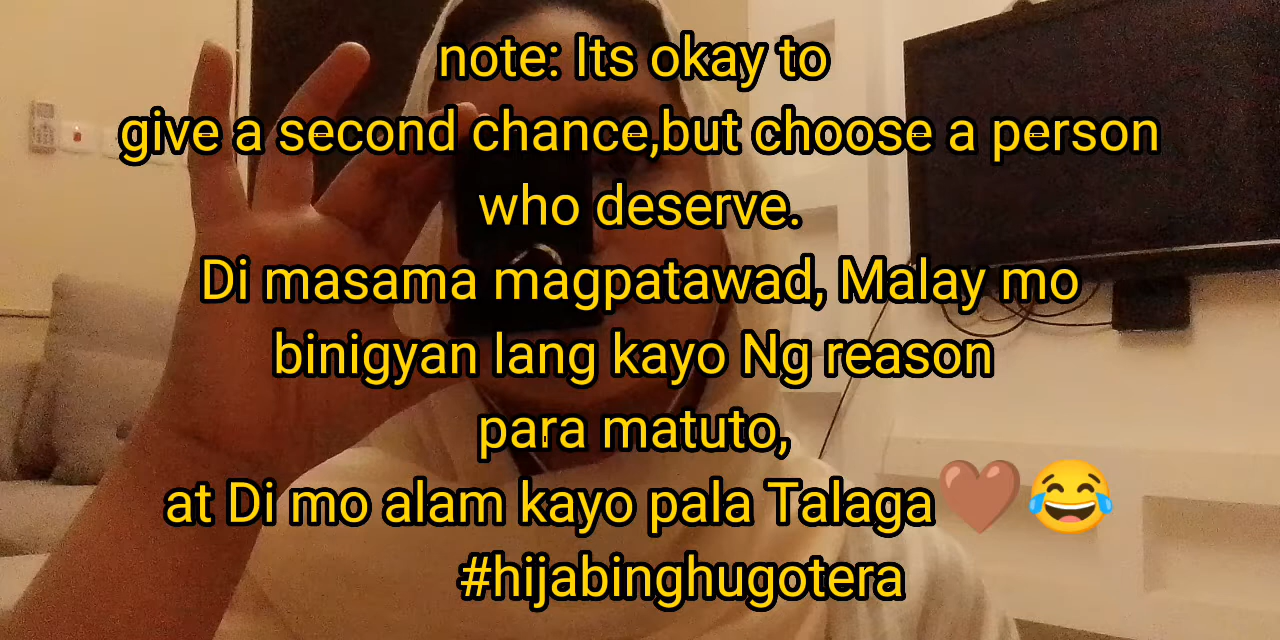 note: Its okay to
give a second chance,but choose a person
who deserve.
Di masama magpatawad, Malay mo
binigyan lang kayo Ng reason
para matuto,
at Di mo alam kayo pala Talaga🤎😂
#hijabinghugotera